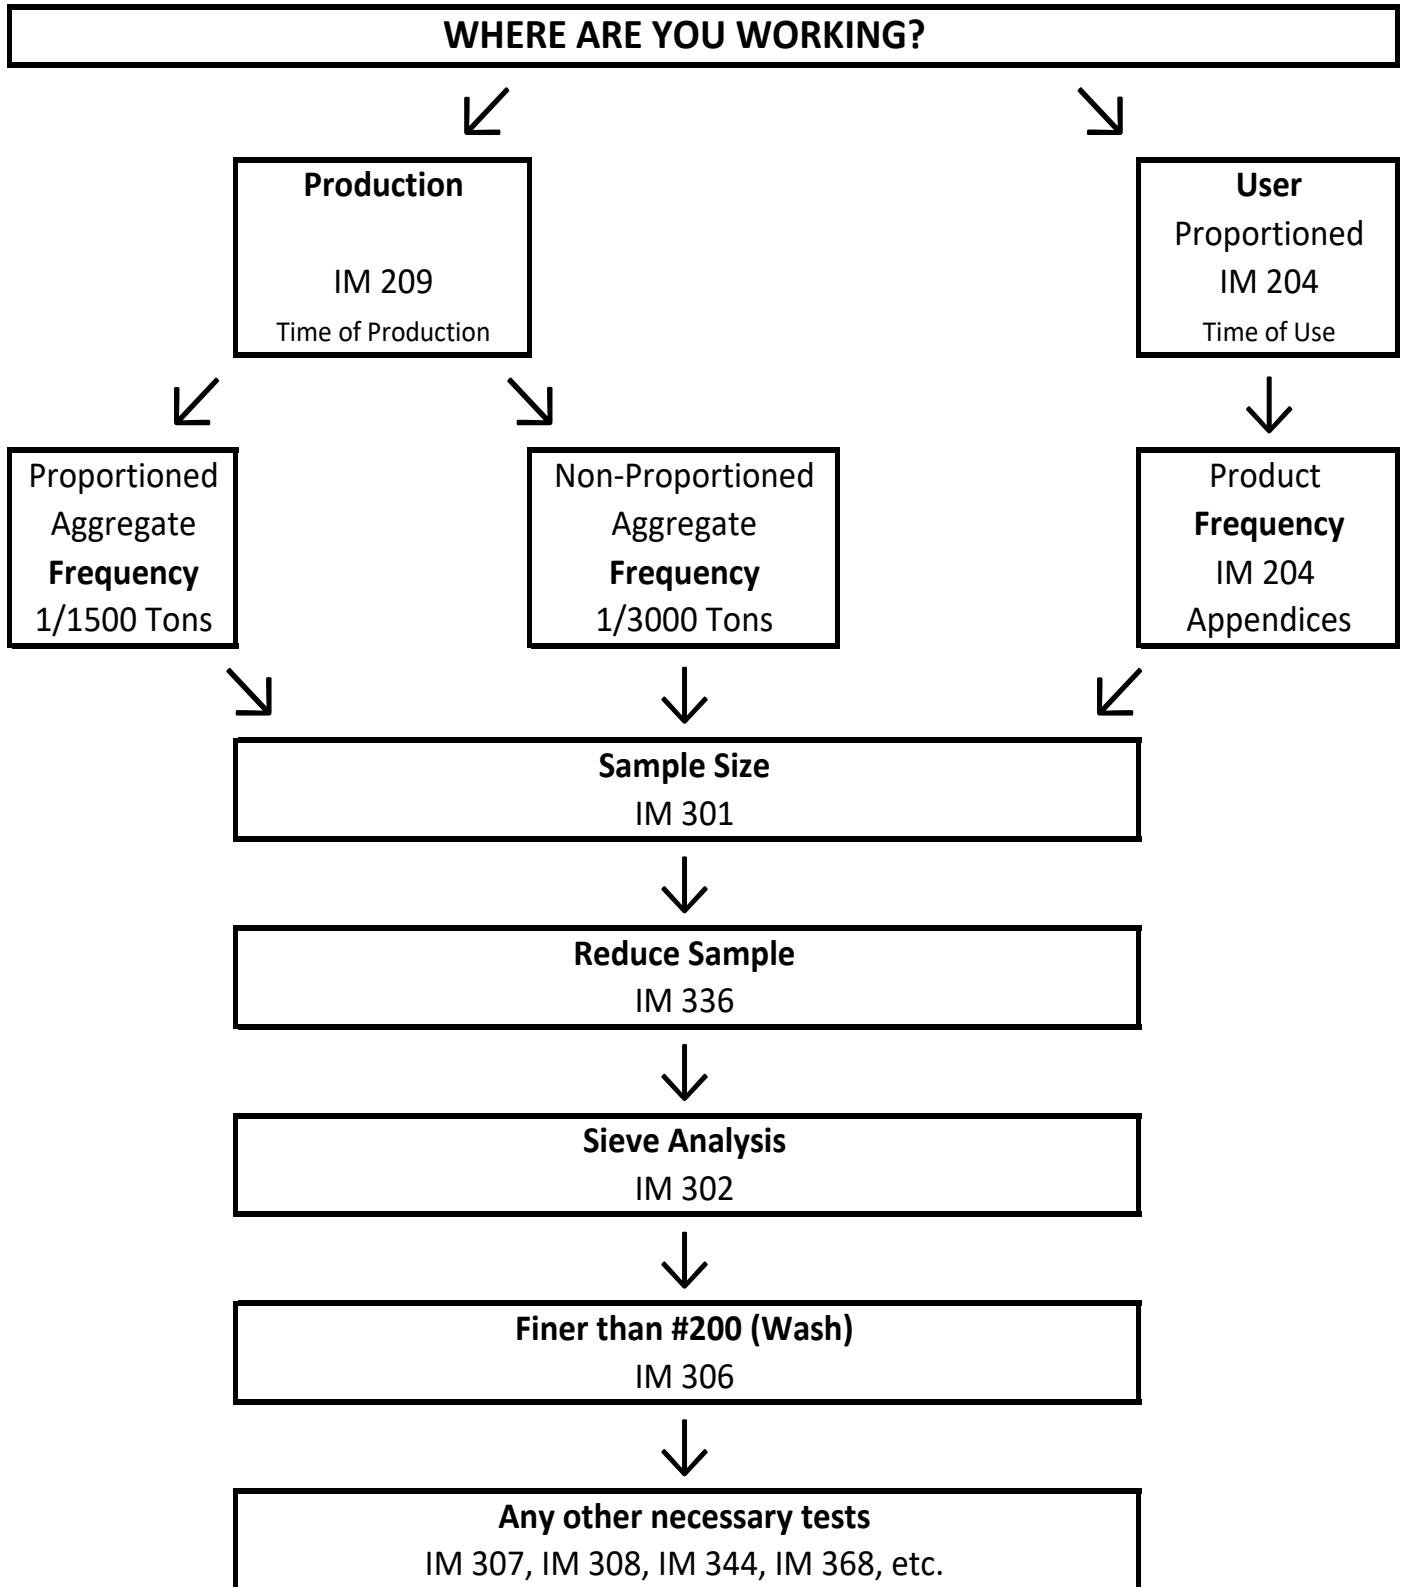 WHERE ARE YOU WORKING?
Production
IM 209
Time of Production
User
Proportioned
IM 204
Time of Use
Proportioned
Aggregate
Frequency
1/1500 Tons
Non-Proportioned
Aggregate
Frequency
1/3000 Tons
Product
Frequency
IM 204
Appendices
Sample Size
IM 301
Reduce Sample
IM 336
Sieve Analysis
IM 302
Finer than #200 (Wash)
IM 306
Any other necessary tests
IM 307, IM 308, IM 344, IM 368, etc.